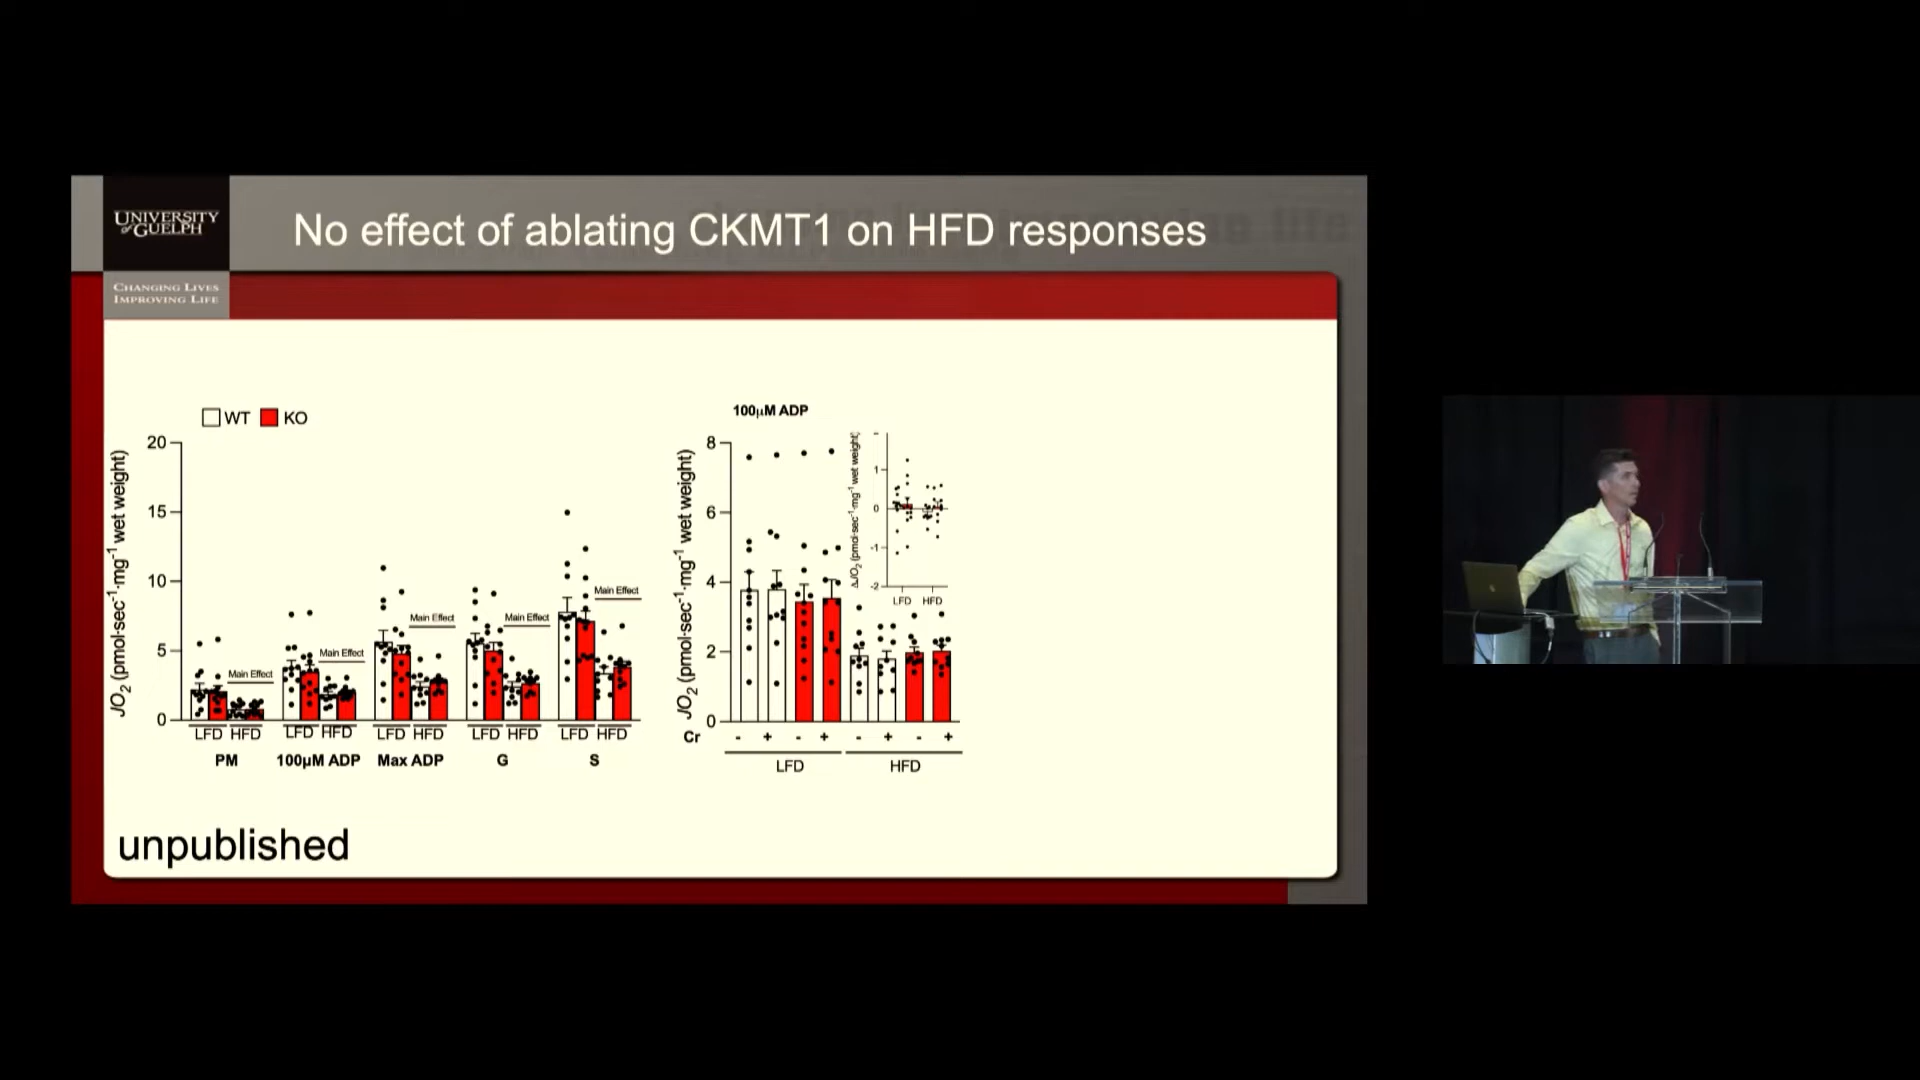 UNIVERSITY
of GUELPH
CHANGING LIVES
IMPROVING LIFE
No effect of ablating CKMT1 on HFD responses
WT KO
JO2 (pmol·sec-1·mg-1 wet weight)
20
15
10
5
0
Main Effect
Main Effect
Main Effect
Main Effect
Main Effect
LFD HFD LFD HFD LFD HFD LFD HFD LFD HFD
PM 100µM ADP Max ADP G S
100µM ADP
JO2 (pmol·sec-1·mg-1 wet weight)
8
6
4
2
0
ΔJO2 (pmol·sec-1·mg-1 wet weight)
1
0
-1
-2
LFD HFD
Cr - + - + - + - +
LFD HFD
unpublished